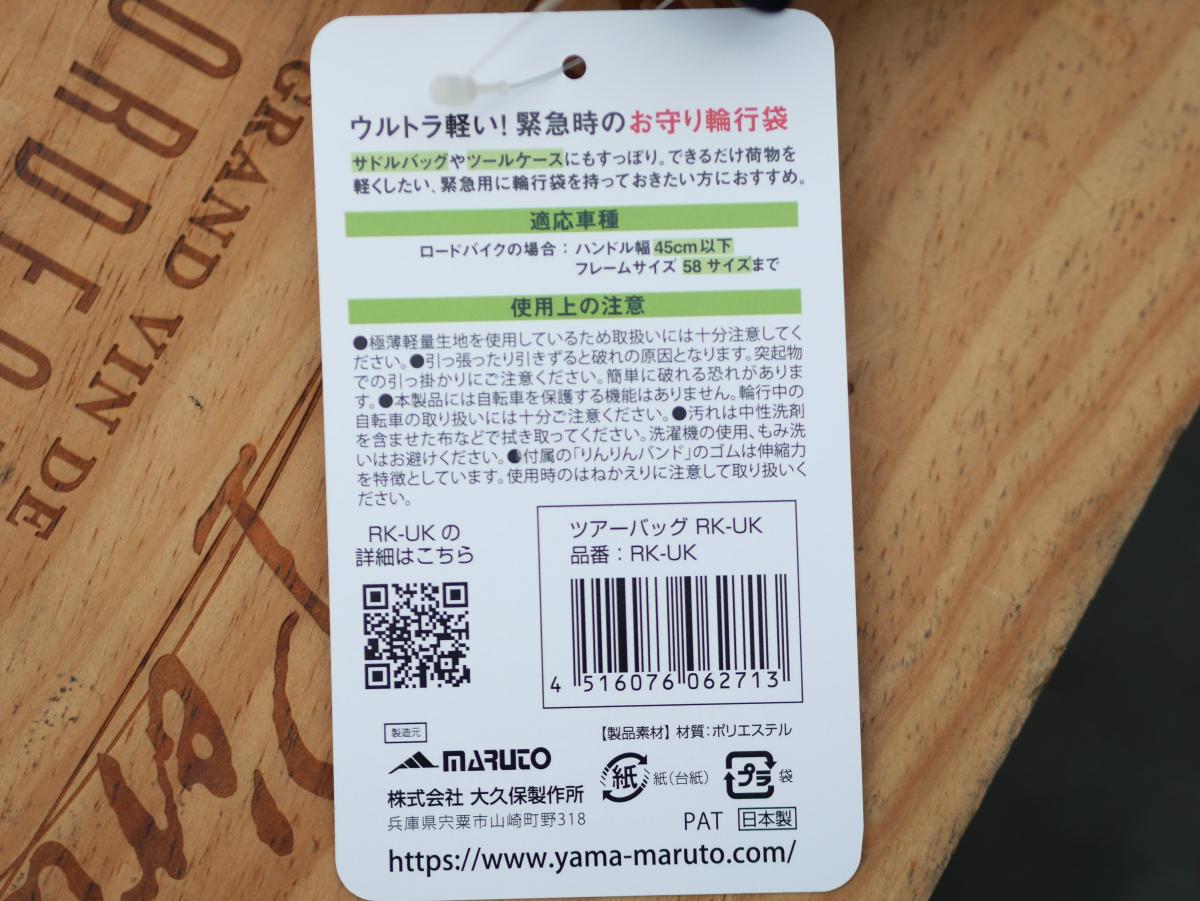 ウルトラ軽い！緊急時のお守り輪行袋
サドルバッグやツールケースにもすっぽり。できるだけ荷物を
軽くしたい、緊急用に輪行袋を持っておきたい方におすすめ。
適応車種
ロードバイクの場合：ハンドル幅 45cm以下
フレームサイズ 58 サイズまで
使用上の注意
●極薄軽量生地を使用しているため取扱いには十分注意してく
ださい。●引っ張ったり引きずると破れの原因となります。突起物
での引っ掛かりにご注意ください。簡単に破れる恐れがありま
す。●本製品には自転車を保護する機能はありません。輪行中の
自転車の取り扱いには十分ご注意ください。●汚れは中性洗剤
を含ませた布などで拭き取ってください。洗濯機の使用、もみ洗
いはお避けください。●付属の「りんりんバンド」のゴムは伸縮力
を特徴としています。使用時のはねかえりに注意して取り扱いく
ださい。
RK-UK の
詳細はこちら
ツアーバッグ RK-UK
品番：RK-UK
4 516076 062713
製造元
MARUTO
株式会社 大久保製作所
兵庫県宍粟市山崎町野318
【製品素材】材質：ポリエステル
紙 紙（台紙）
プラ 袋
PAT 日本製
https://www.yama-maruto.com/
GRAND VIN DE